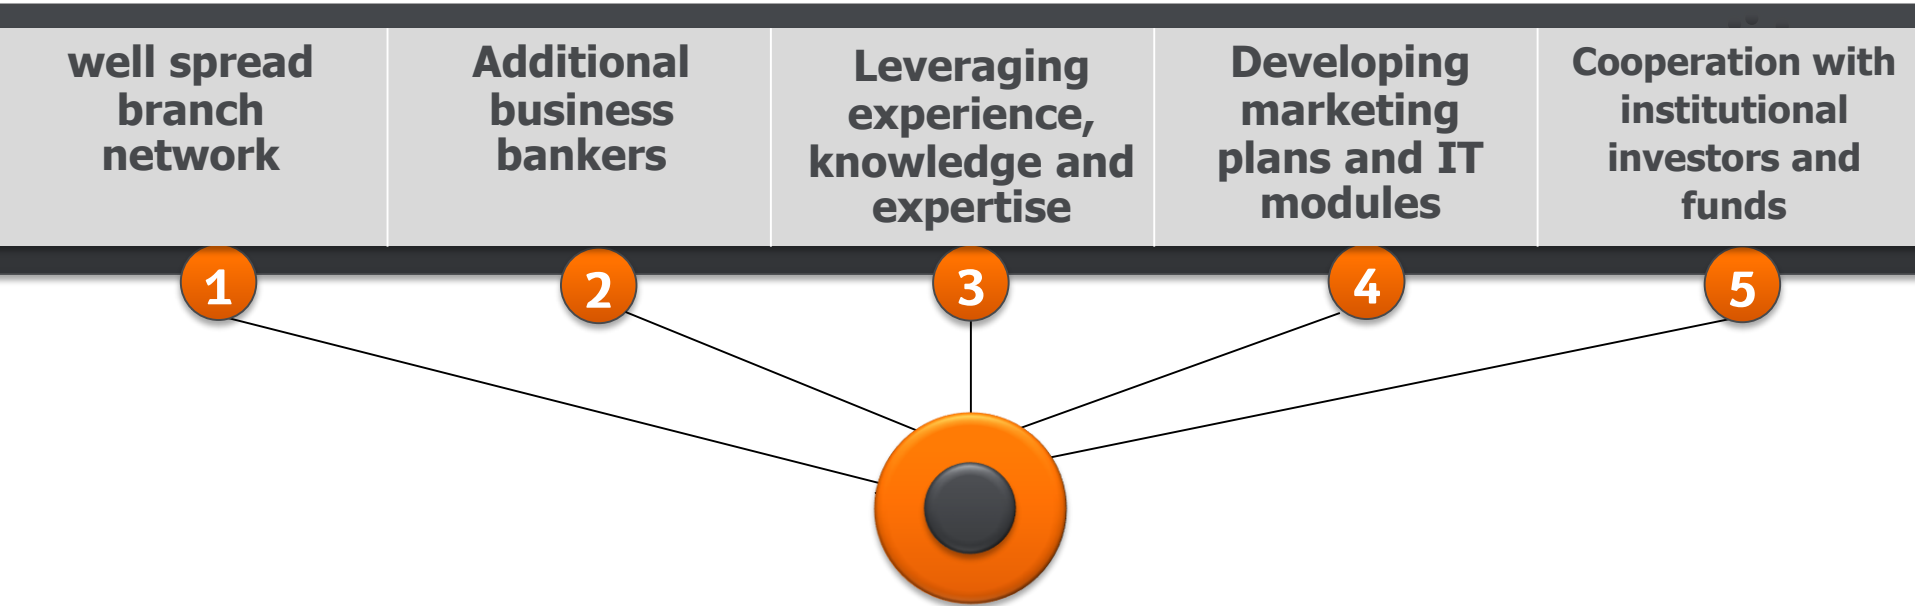 well spread
branch
network
Additional
business
bankers
Leveraging
experience,
knowledge and
expertise
Developing
marketing
plans and IT
modules
Cooperation with
institutional
investors and
funds
1
2
3
4
5